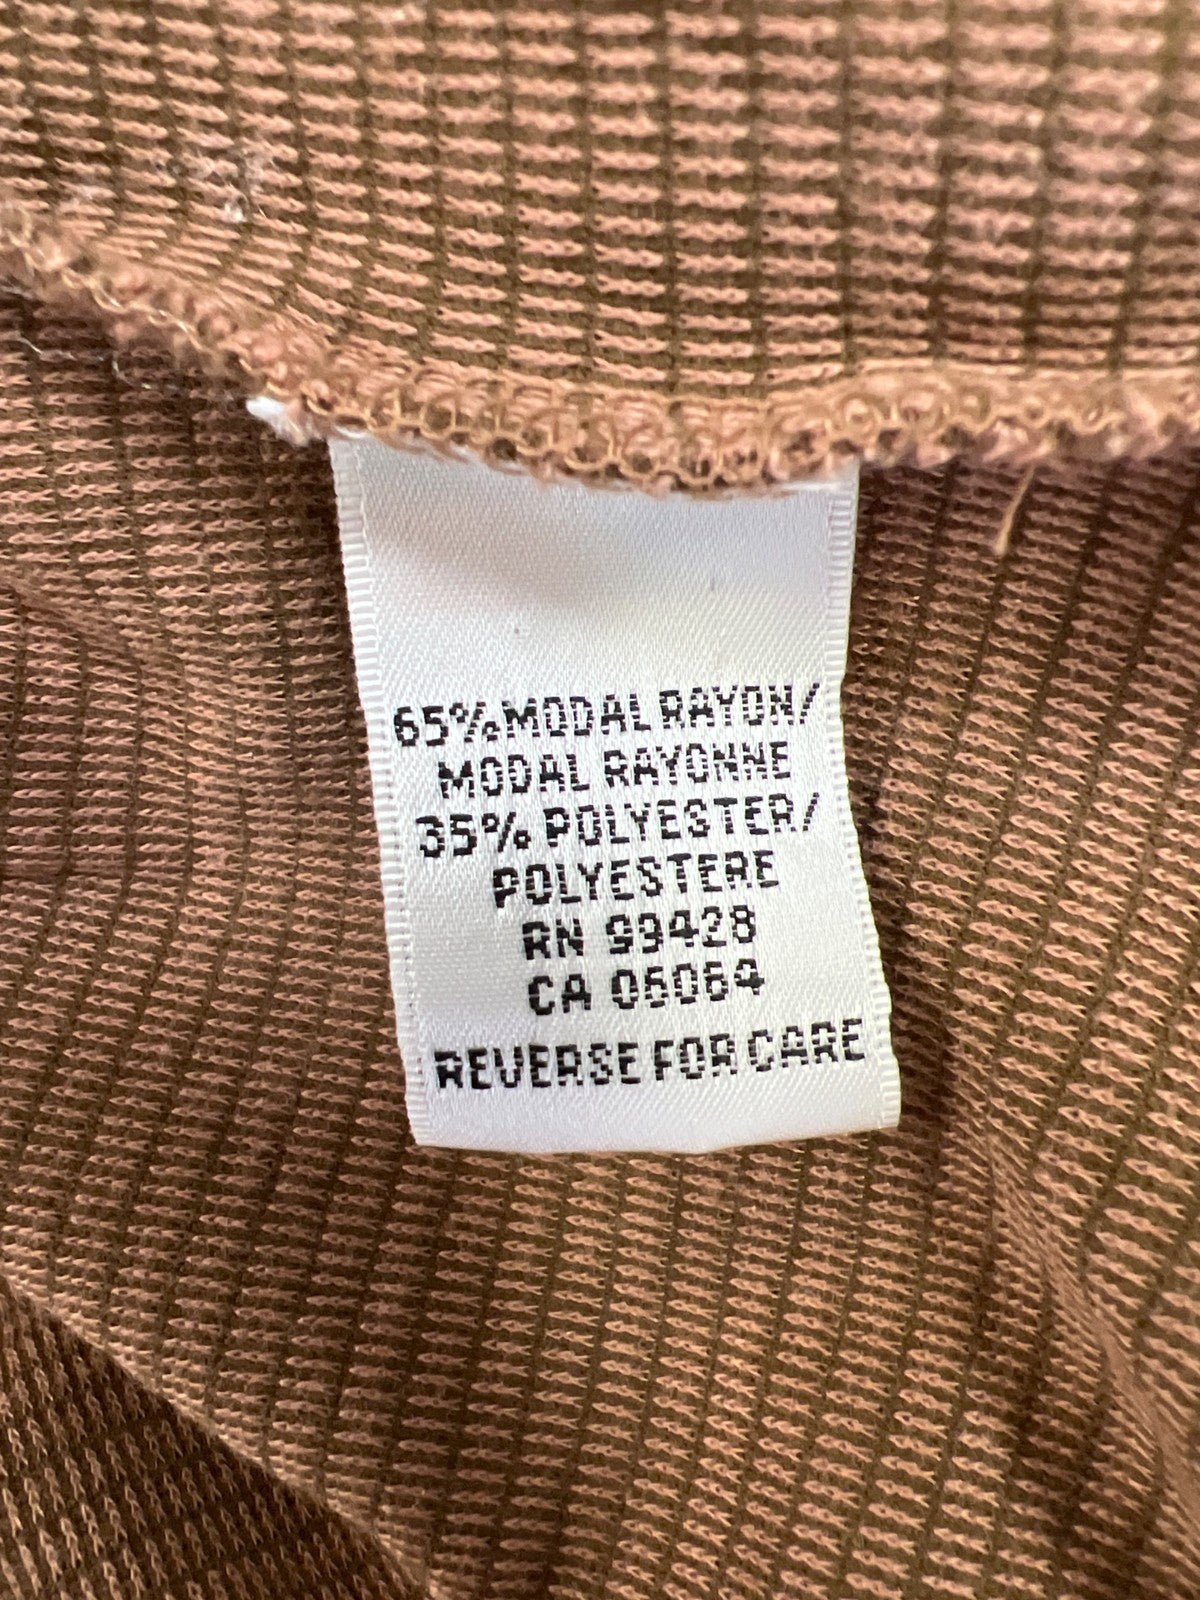 65% MODAL RAYON/
MODAL RAYONNE
35% POLYESTER/
POLYESTERE
RN 99428
CA 06064
REVERSE FOR CARE